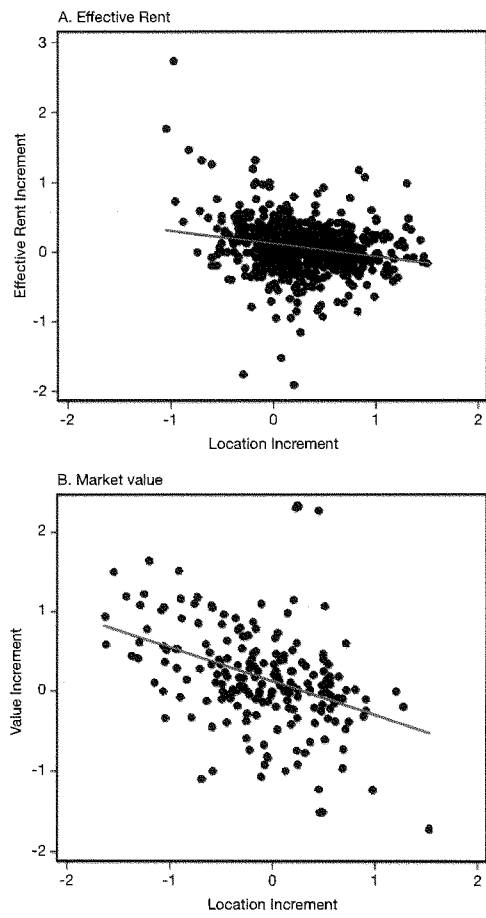 A. Effective Rent
3
2
1
0
-1
-2
Effective Rent Increment
-2 -1 0 1 2
Location Increment
B. Market value
2
1
0
-1
-2
Value Increment
-2 -1 0 1 2
Location Increment